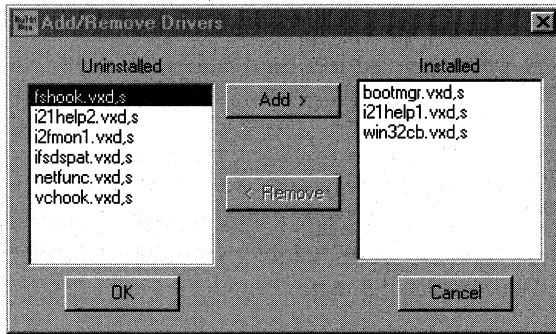 Add/Remove Drivers
Uninstalled
fshook.vxd,s
i21help2.vxd,s
i2fmon1.vxd,s
ifsdspat.vxd,s
netfunc.vxd,s
vchook.vxd,s
Add >
< Remove
Installed
bootmgr.vxd,s
i21help1.vxd,s
win32cb.vxd,s
OK
Cancel